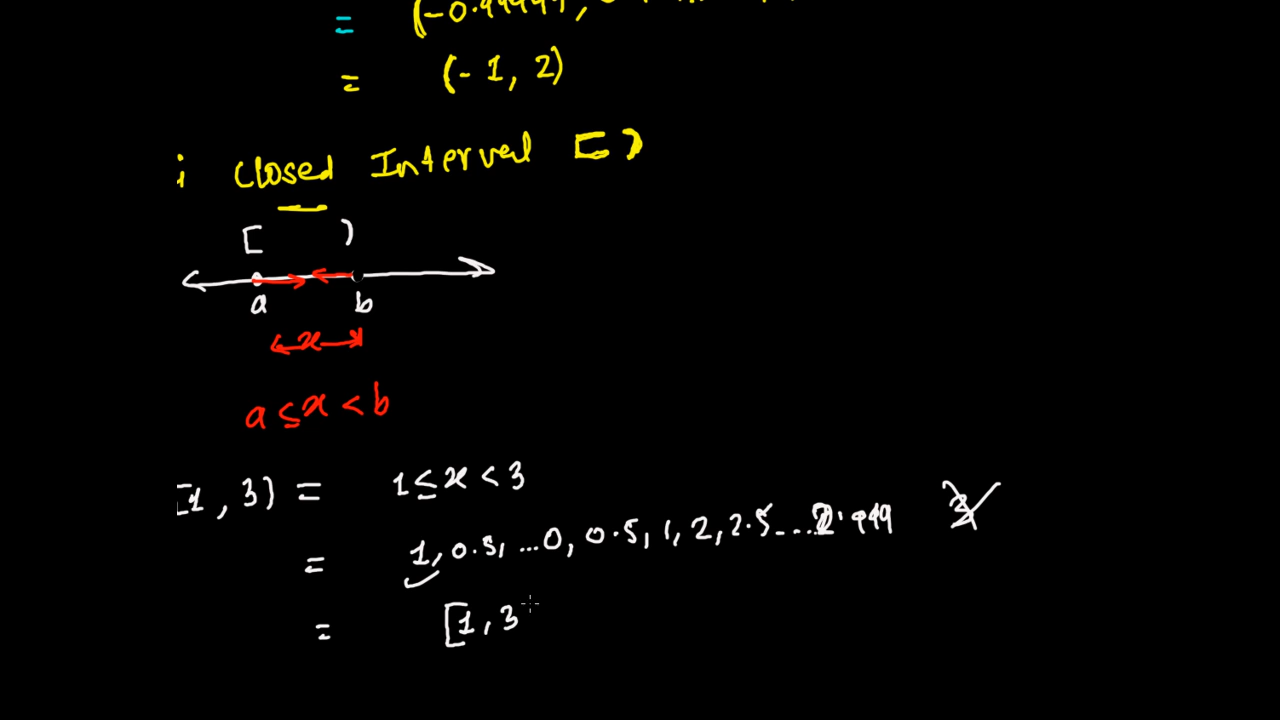 =
= (- 1, 2)
i Closed Interval [ )
[ )
a b
x
a ≤ x < b
[1, 3) = 1 ≤ x < 3
= 1, 0.5, ...0, 0.5, 1, 2, 2.5 - ...2.999
= [1, 3